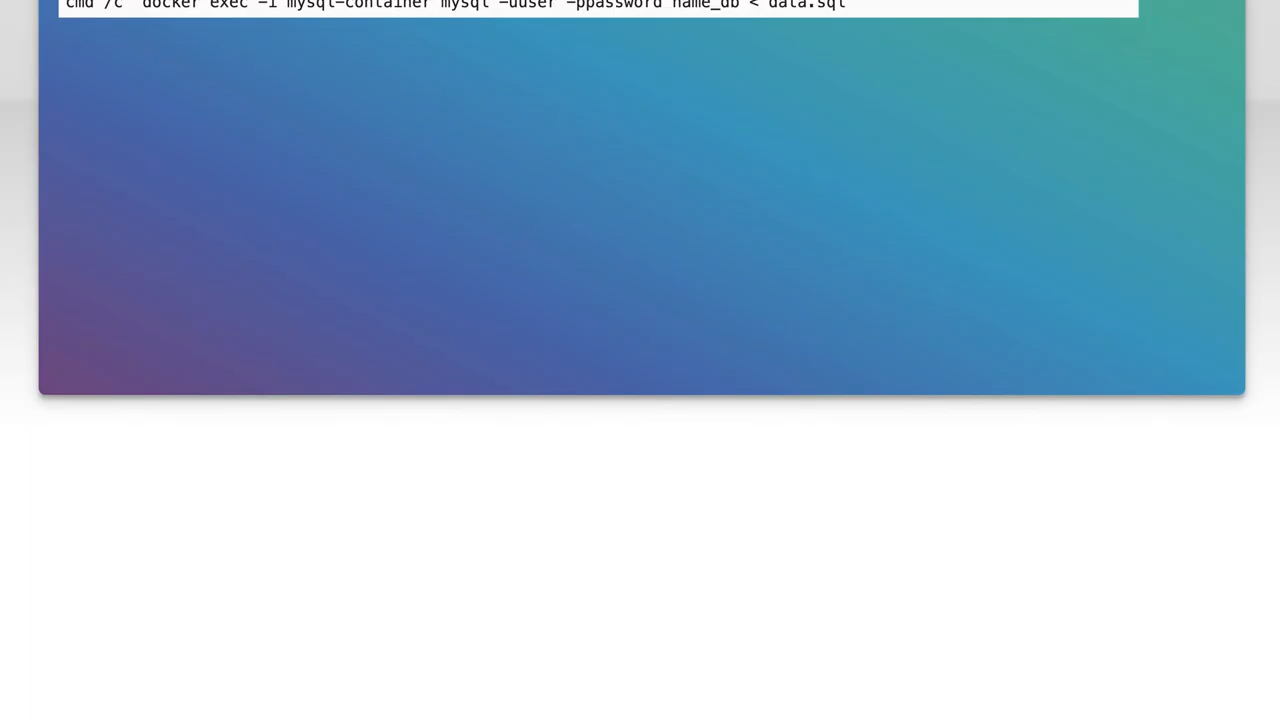 cmd /c  docker exec -i mysql-container mysql -uuser -ppassword name_db < data.sql